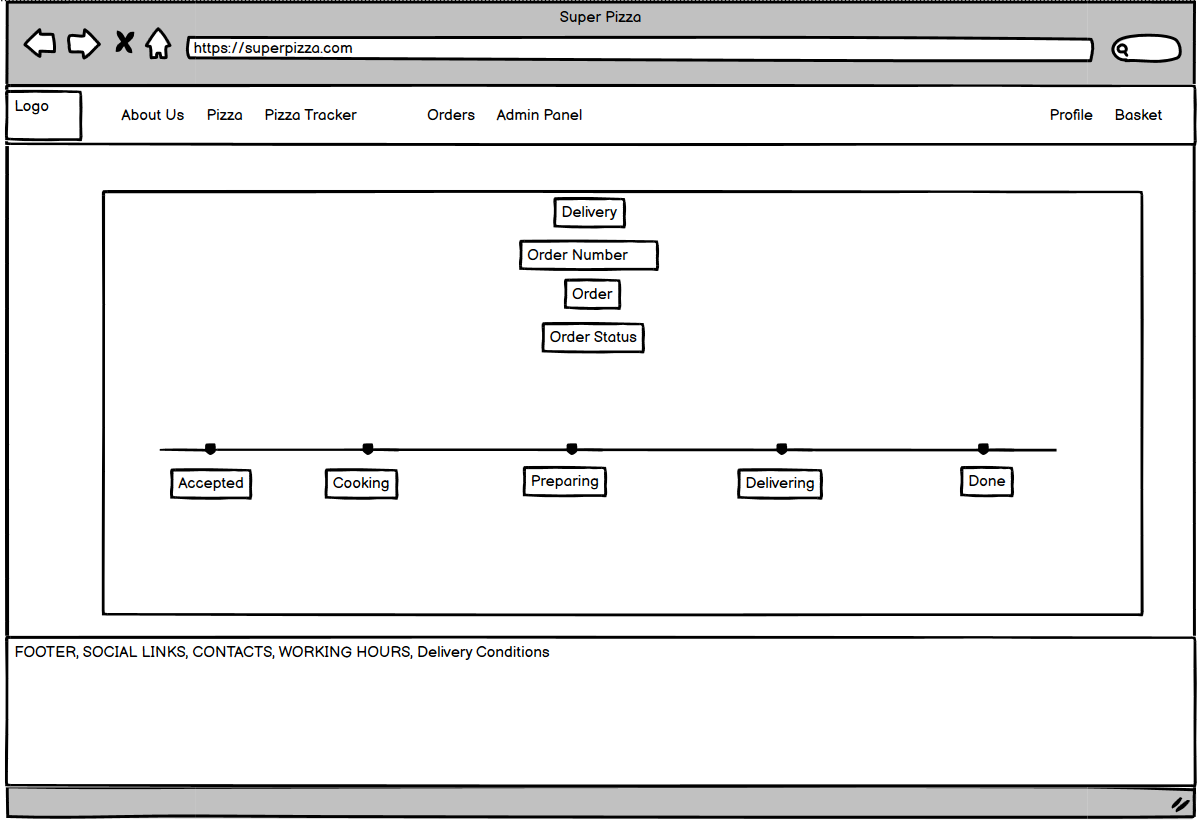 Super Pizza
https://superpizza.com
Logo
About Us Pizza Pizza Tracker Orders Admin Panel Profile Basket
Delivery
Order Number
Order
Order Status
Accepted Cooking Preparing Delivering Done
FOOTER, SOCIAL LINKS, CONTACTS, WORKING HOURS, Delivery Conditions